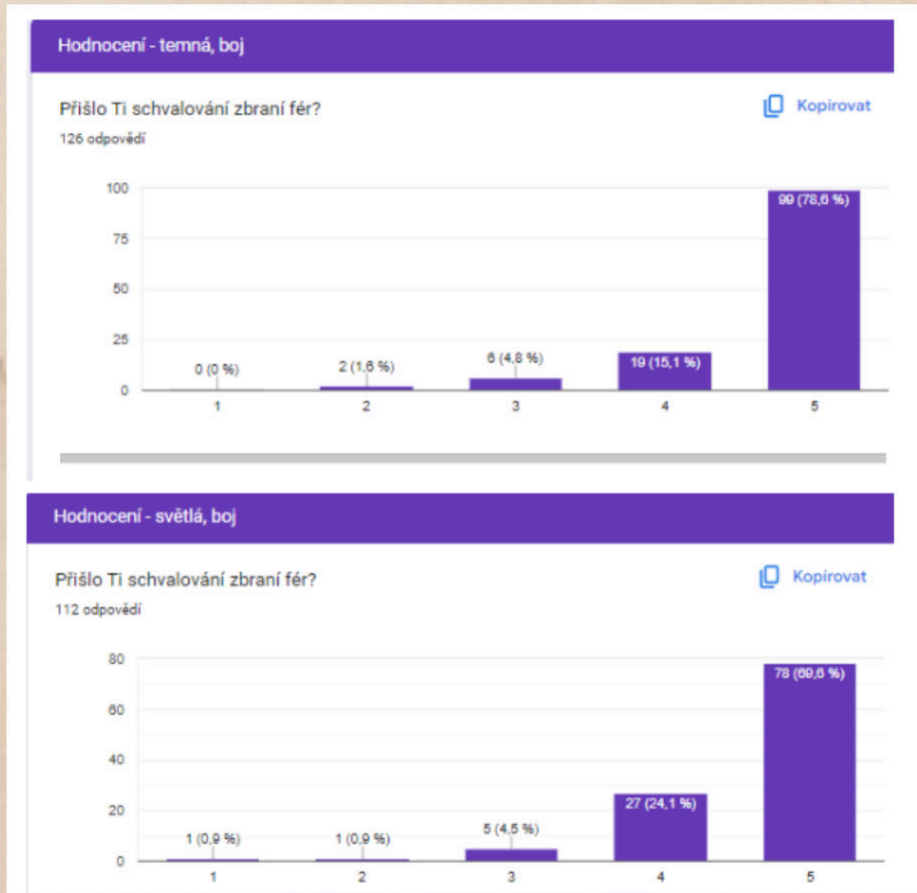 Hodnocení - temná, boj
Přišlo Ti schvalování zbraní fér?
Kopírovat
126 odpovědí
100
75
50
25
0
0 (0 %)
2 (1,6 %)
6 (4,8 %)
19 (15,1 %)
99 (78,6 %)
1 2 3 4 5
Hodnocení - světlá, boj
Přišlo Ti schvalování zbraní fér?
Kopírovat
112 odpovědí
80
60
40
20
0
1 (0,9 %)
1 (0,9 %)
5 (4,5 %)
27 (24,1 %)
78 (69,6 %)
1 2 3 4 5